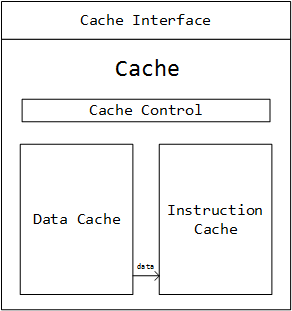 Cache Interface
Cache
Cache Control
Data Cache
Instruction
Cache
data